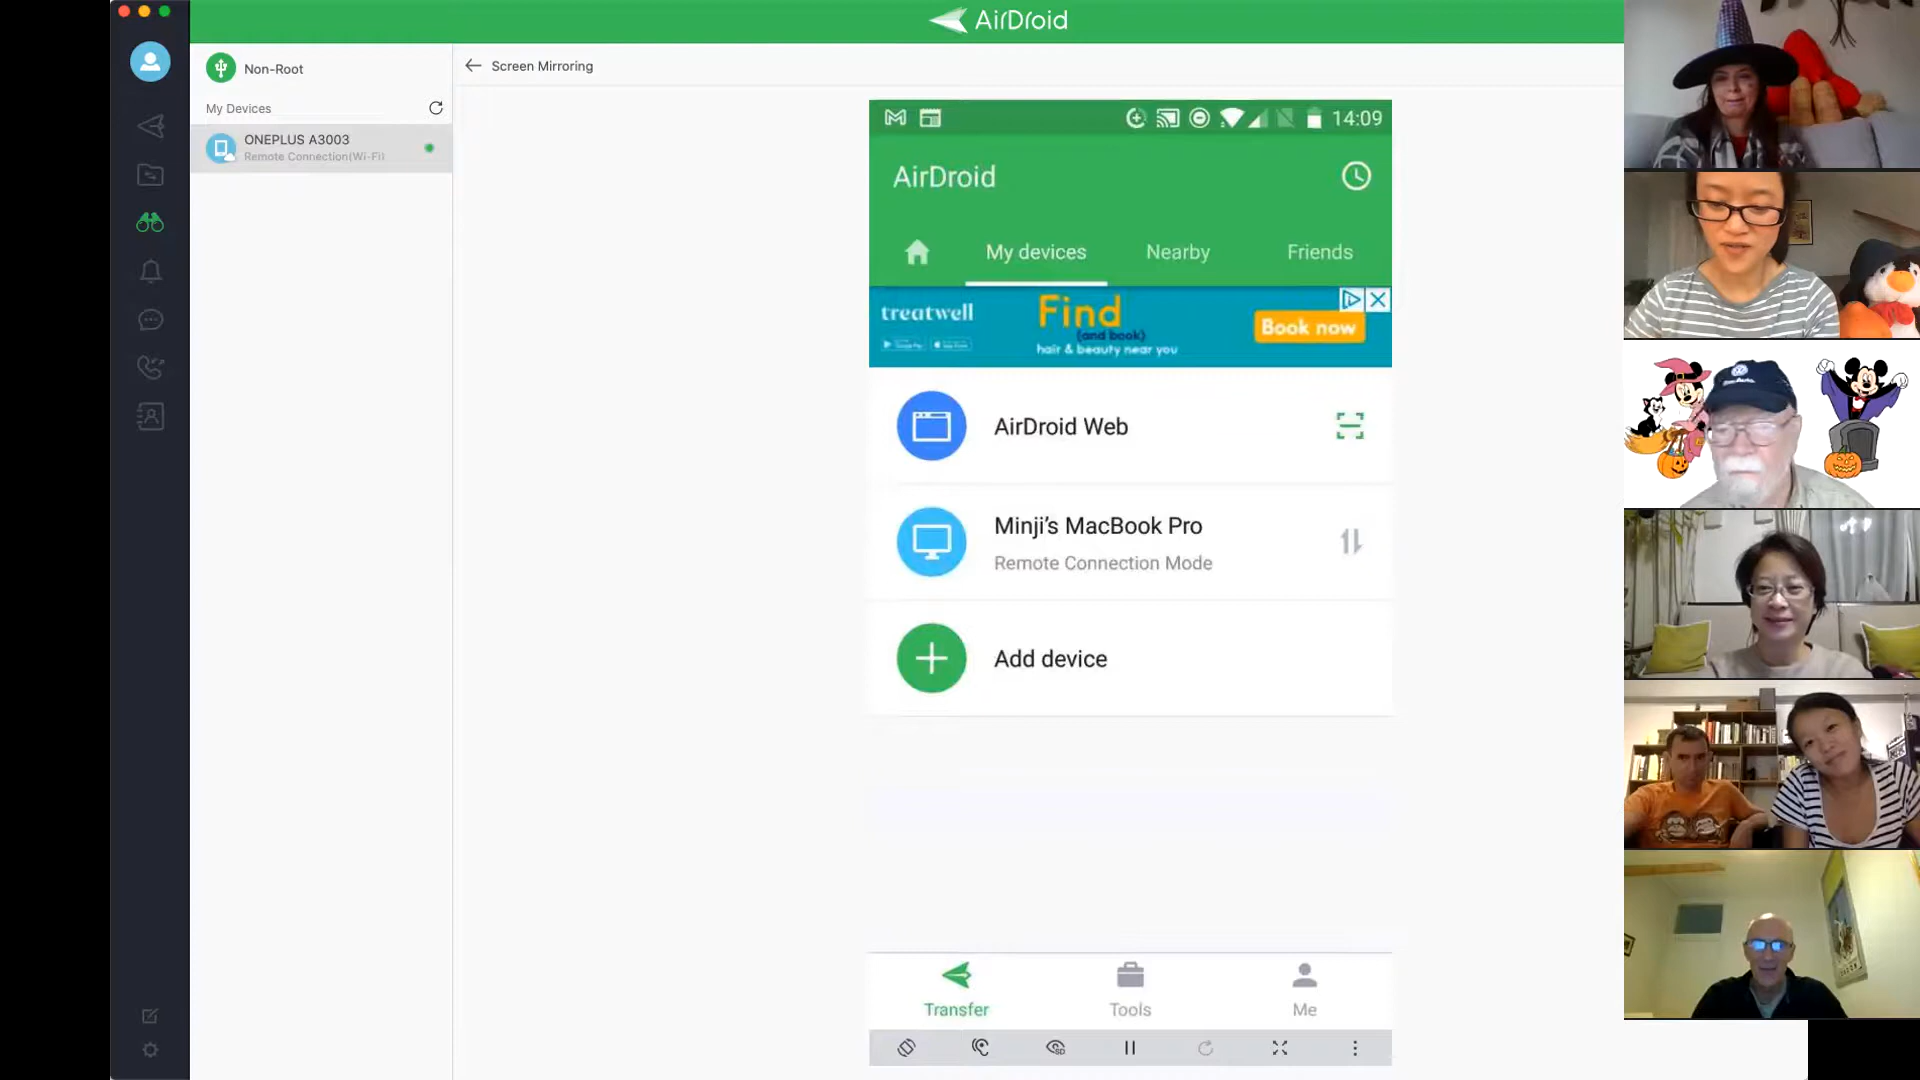 AirDroid
Non-Root
My Devices
ONEPLUS A3003
Remote Connection(Wi-Fi)
Screen Mirroring
14:09
AirDroid
My devices
Nearby
Friends
treatwell
Find
(and book)
hair & beauty near you
Book now
AirDroid Web
Minji’s MacBook Pro
Remote Connection Mode
Add device
Transfer
Tools
Me